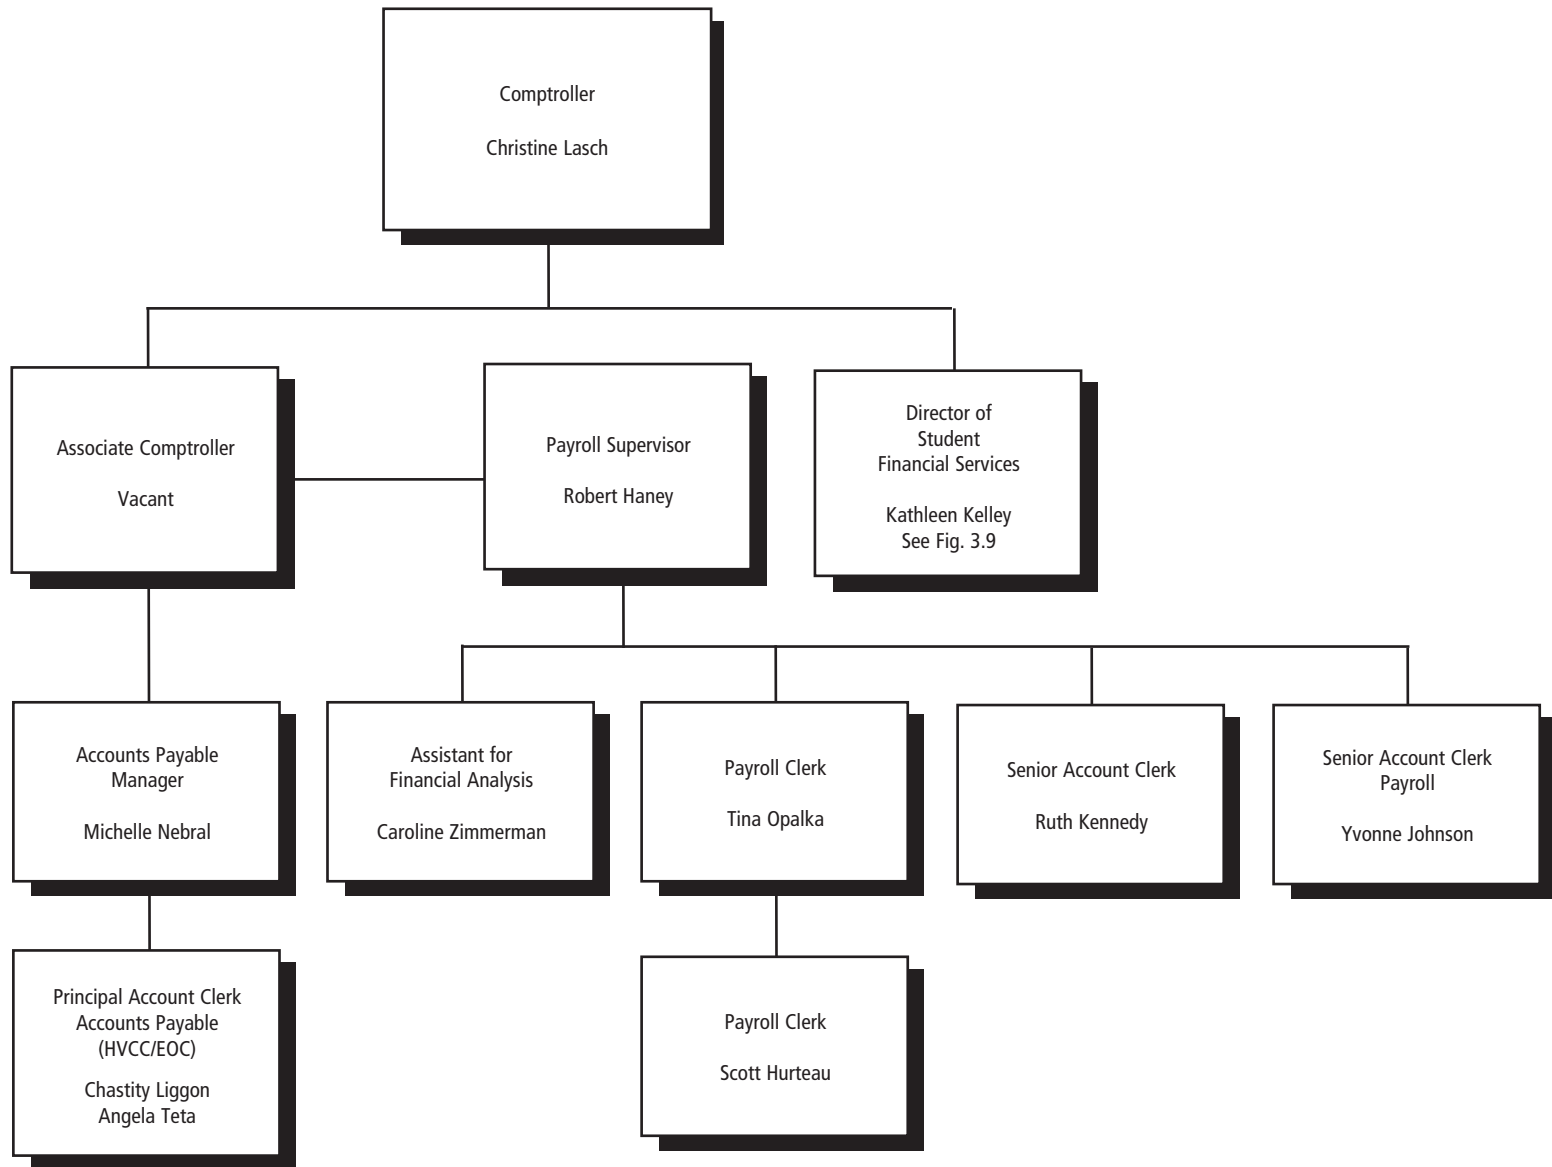 Comptroller
Christine Lasch
Associate Comptroller
Vacant
Payroll Supervisor
Robert Haney
Director of
Student
Financial Services
Kathleen Kelley
See Fig. 3.9
Accounts Payable
Manager
Michelle Nebral
Assistant for
Financial Analysis
Caroline Zimmerman
Payroll Clerk
Tina Opalka
Senior Account Clerk
Ruth Kennedy
Senior Account Clerk
Payroll
Yvonne Johnson
Principal Account Clerk
Accounts Payable
(HVCC/EOC)
Chastity Liggon
Angela Teta
Payroll Clerk
Scott Hurteau